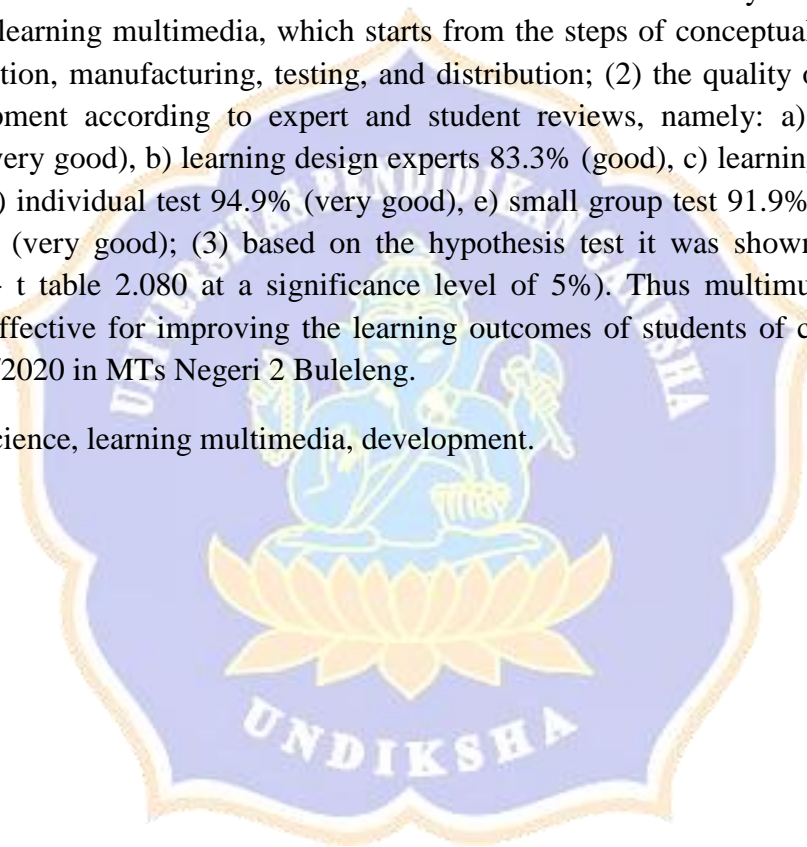 learning multimedia, which starts from the steps of conceptual
tion, manufacturing, testing, and distribution; (2) the quality o
pment according to expert and student reviews, namely: a)
very good), b) learning design experts 83.3% (good), c) learning
) individual test 94.9% (very good), e) small group test 91.9%
(very good); (3) based on the hypothesis test it was shown
t table 2.080 at a significance level of 5%). Thus multimu
ffective for improving the learning outcomes of students of c
/2020 in MTs Negeri 2 Buleleng.
cience, learning multimedia, development.
UNIVERSITAS PENDIDIKAN GANESHA
UNDIKSHA